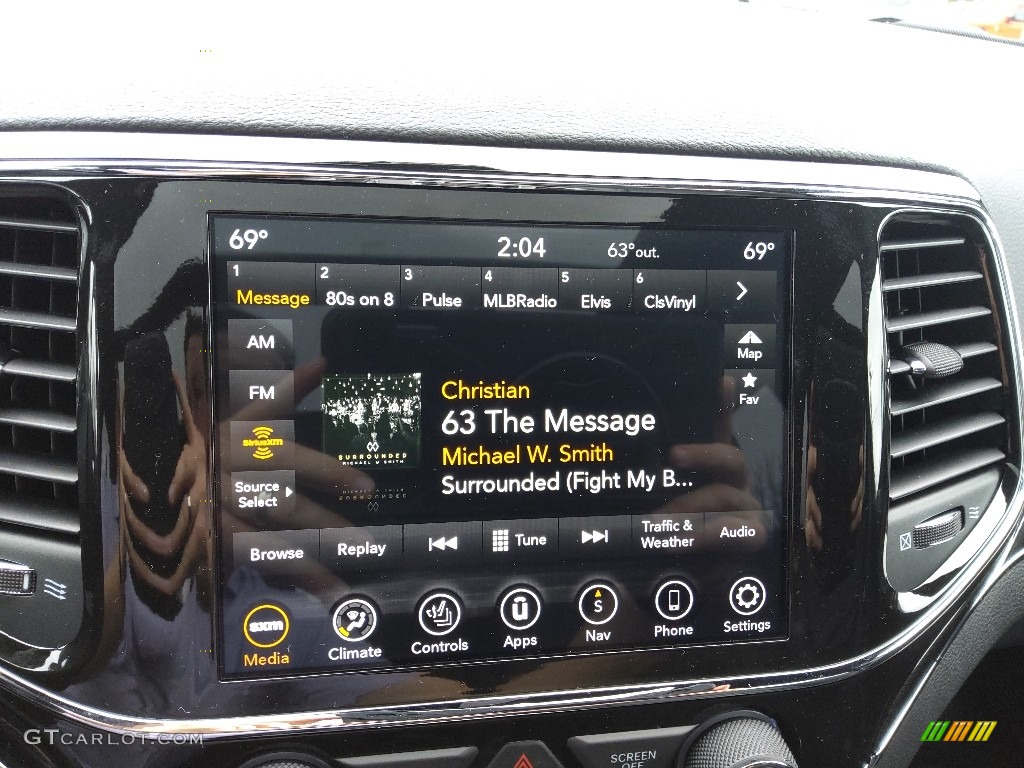 69° 2:04 63°out. 69°
1 2 3 4 5 6
Message 80s on 8 Pulse MLBRadio Elvis ClsVinyl
AM
Map
FM
Fav
SiriusXM
Source
Select
SURROUNDED
MICHAEL W. SMITH
Christian
63 The Message
Michael W. Smith
Surrounded (Fight My B...
Browse Replay Tune Traffic & Weather Audio
sxm S
Media Climate Controls Apps Nav Phone Settings
SCREEN
OFF
GTCARLOT.COM